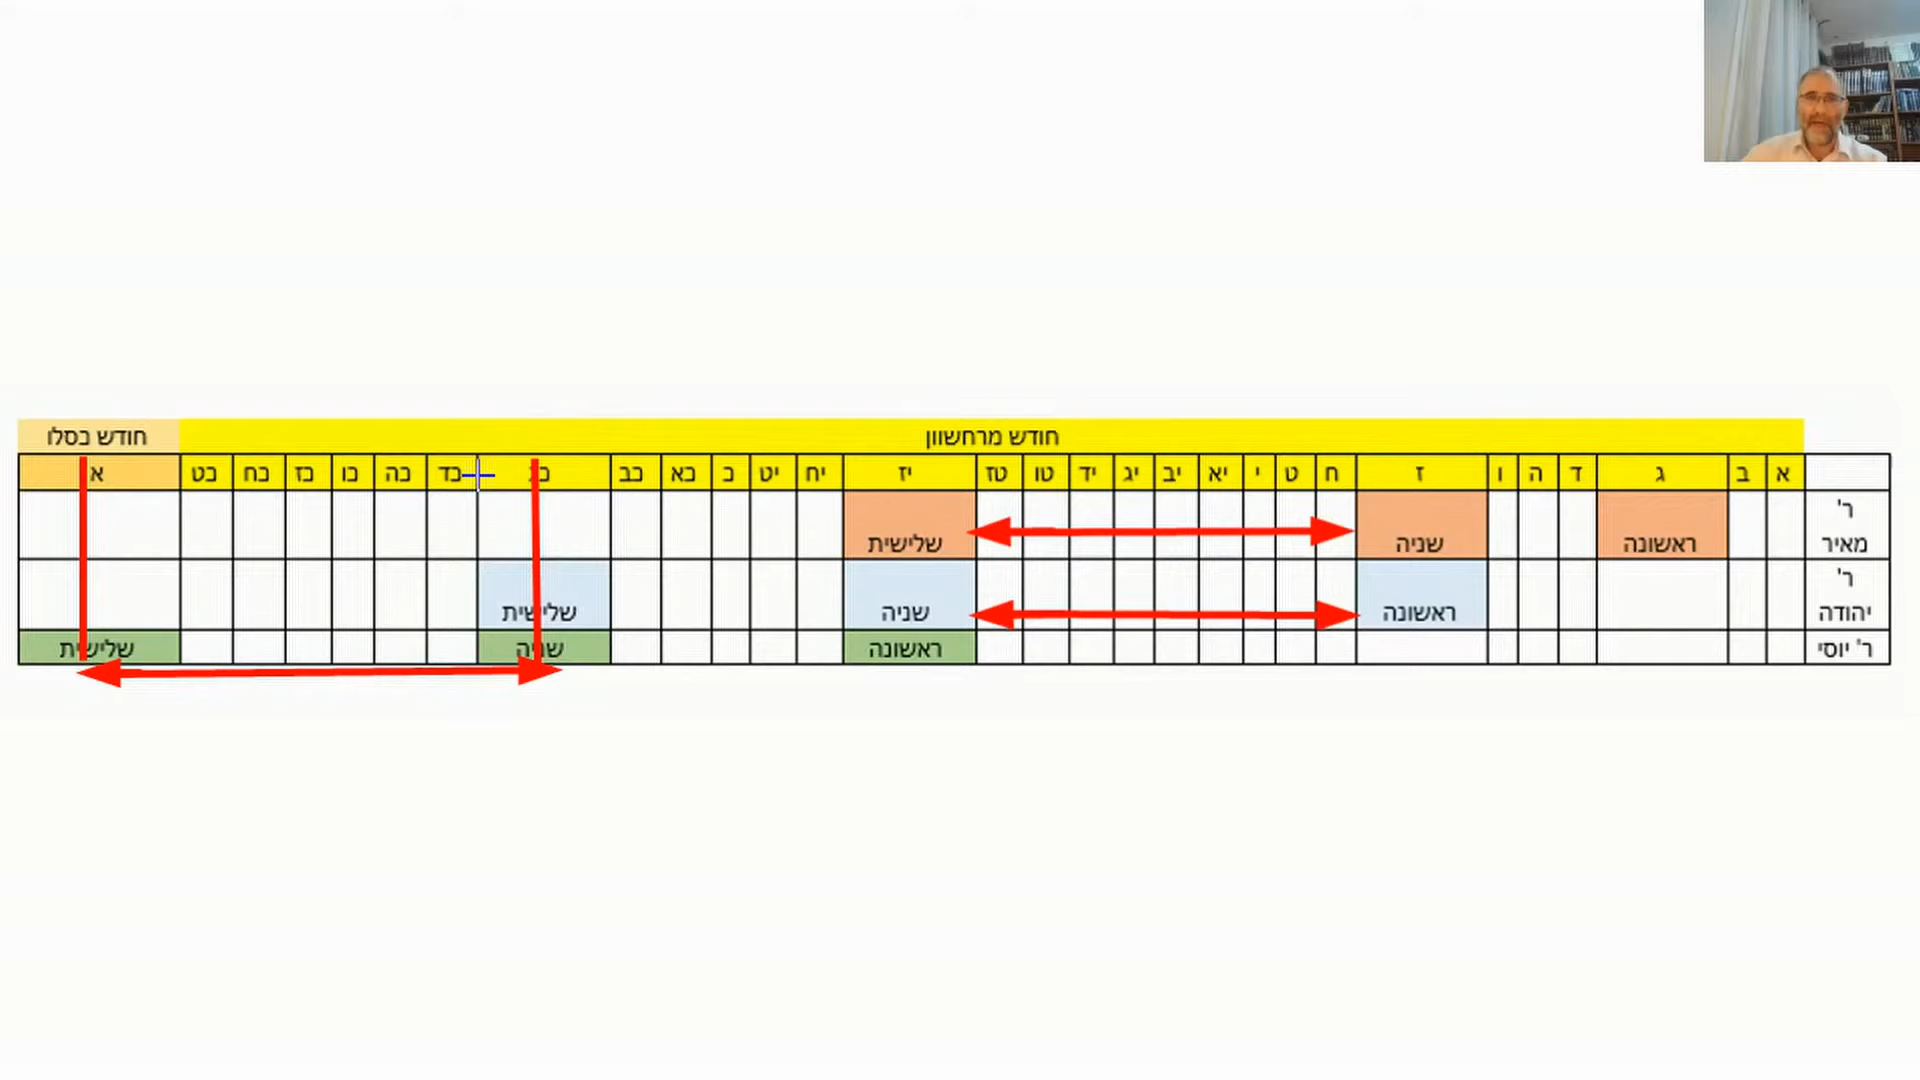 חודש מרחשוון חודש כסלו
א ב ג ד ה ו ז ח ט י יא יב יג יד טו טז יז יח יט כ כא כב כג כד כה כו כז כח כט א
ר'
מאיר ראשונה שניה שלישית
ר'
יהודה ראשונה שניה שלישית
ר' יוסי ראשונה שניה שלישית